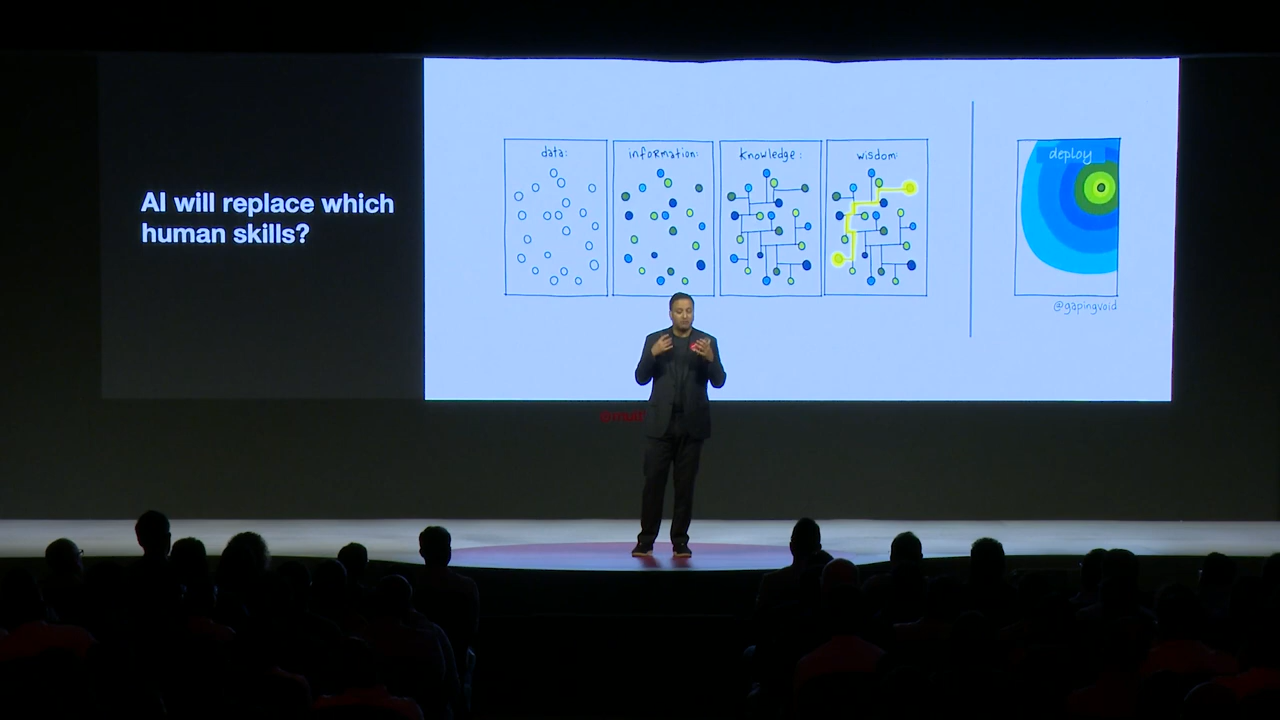 AI will replace which
human skills?
data:
information:
knowledge:
wisdom:
deploy
@gapingvoid